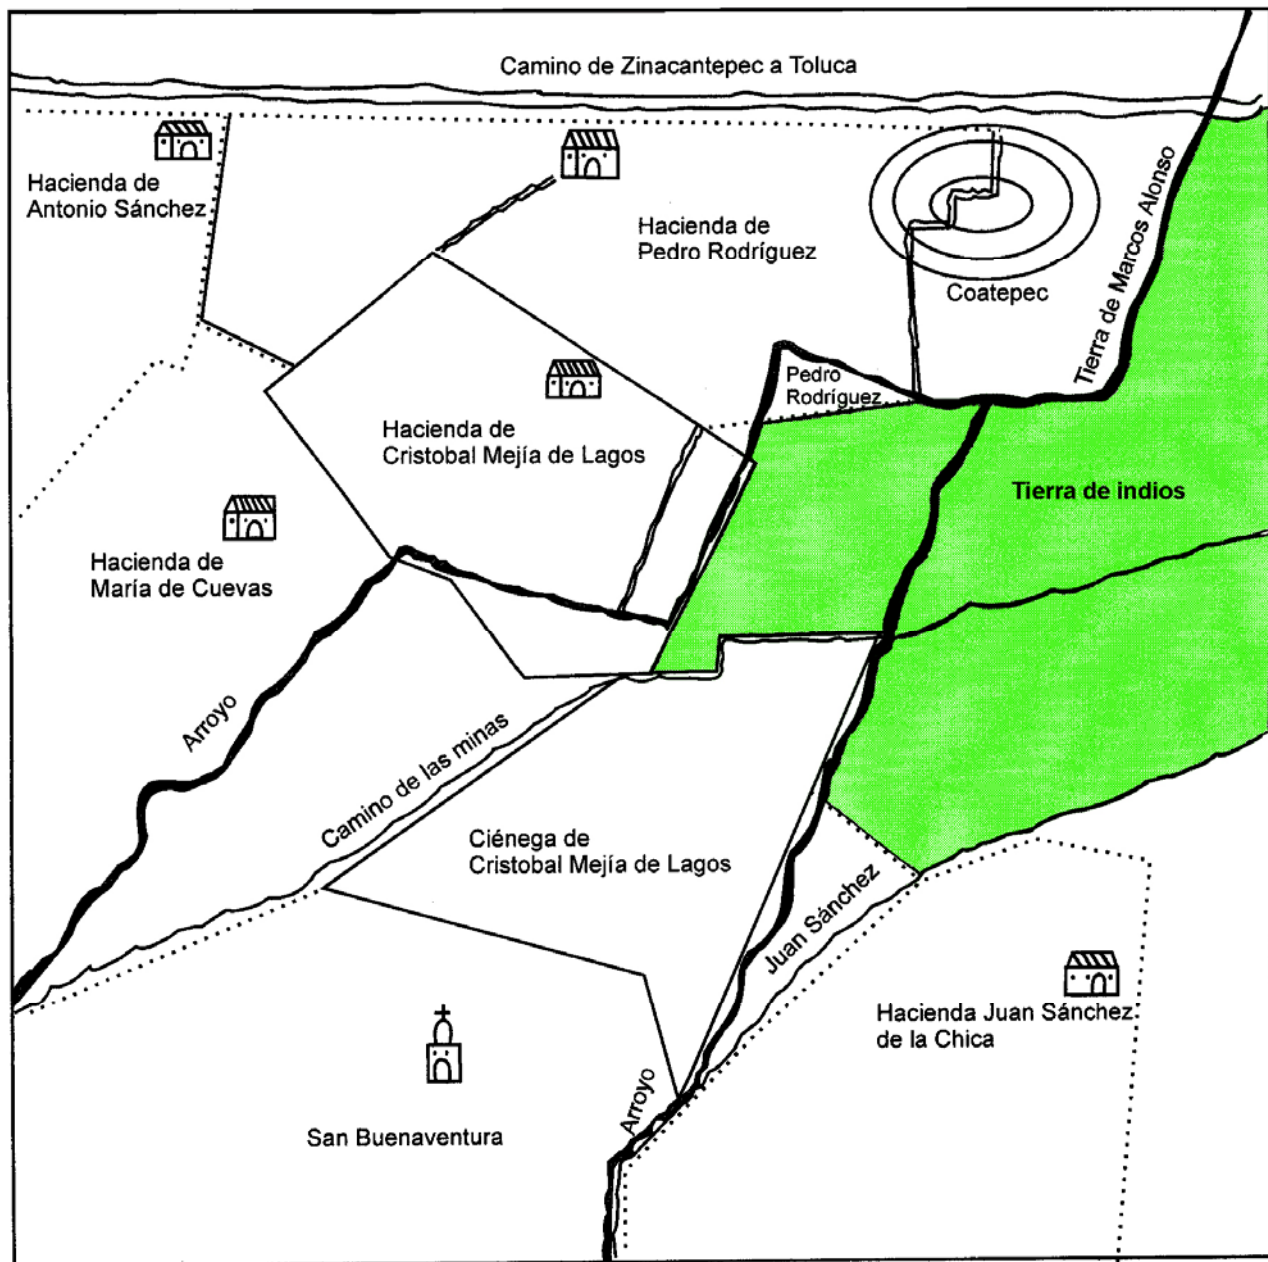 Camino de Zinacantepec a Toluca
Hacienda de
Antonio Sánchez
Hacienda de
Pedro Rodríguez
Coatepec
Tierra de Marcos Alonso
Pedro
Rodríguez
Hacienda de
Cristobal Mejía de Lagos
Tierra de indios
Hacienda de
María de Cuevas
Arroyo
Camino de las minas
Ciénega de
Cristobal Mejía de Lagos
Juan Sánchez
Hacienda Juan Sánchez
de la Chica
Arroyo
San Buenaventura